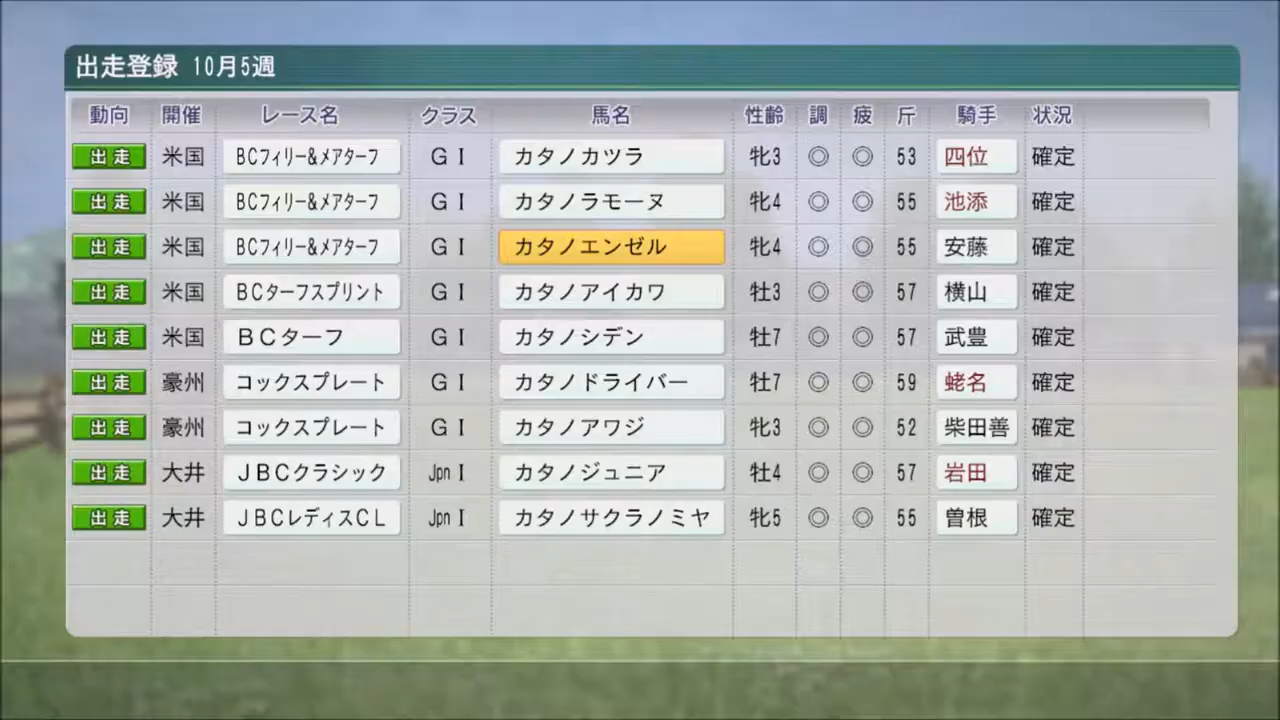 出走登録 10月5週
動向 開催 レース名 クラス 馬名 性齢 調 疲 斤 騎手 状況
出走 米国 BCフィリー&メアターフ GⅠ カタノカツラ 牝3 ◎ ◎ 53 四位 確定
出走 米国 BCフィリー&メアターフ GⅠ カタノラモーヌ 牝4 ◎ ◎ 55 池添 確定
出走 米国 BCフィリー&メアターフ GⅠ カタノエンゼル 牝4 ◎ ◎ 55 安藤 確定
出走 米国 BCターフスプリント GⅠ カタノアイカワ 牡3 ◎ ◎ 57 横山 確定
出走 米国 BCターフ GⅠ カタノシデン 牡7 ◎ ◎ 57 武豊 確定
出走 豪州 コックスプレート GⅠ カタノドライバー 牡7 ◎ ◎ 59 蛯名 確定
出走 豪州 コックスプレート GⅠ カタノアワジ 牝3 ◎ ◎ 52 柴田善 確定
出走 大井 JBCクラシック JpnⅠ カタノジュニア 牡4 ◎ ◎ 57 岩田 確定
出走 大井 JBCレディスCL JpnⅠ カタノサクラノミヤ 牝5 ◎ ◎ 55 曽根 確定